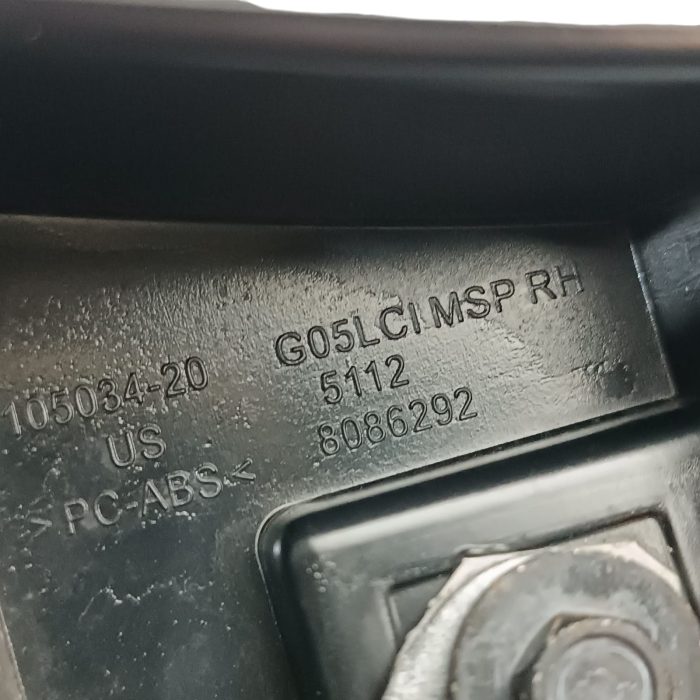 G05LCI MSP RH
5112
8086292
105034-20
US
>PC-ABS<